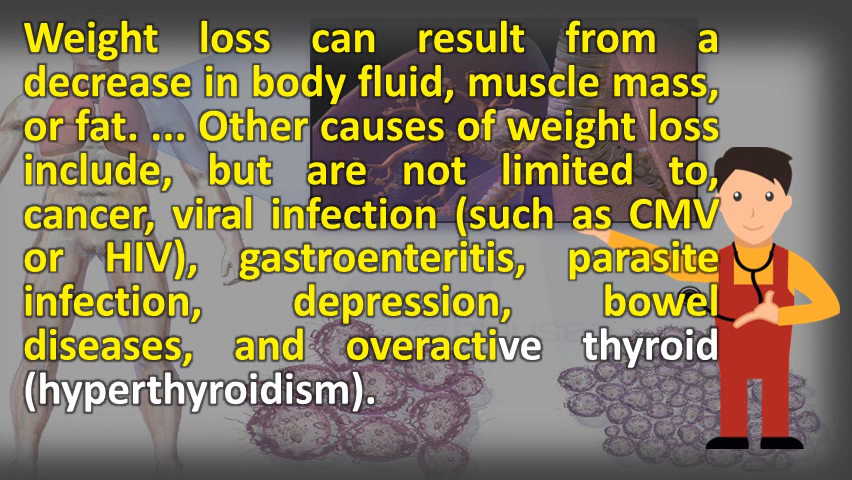 Weight loss can result from a
decrease in body fluid, muscle mass,
or fat. ... Other causes of weight loss
include, but are not limited to,
cancer, viral infection (such as CMV
or HIV), gastroenteritis, parasite
infection, depression, bowel
diseases, and overactive thyroid
(hyperthyroidism).